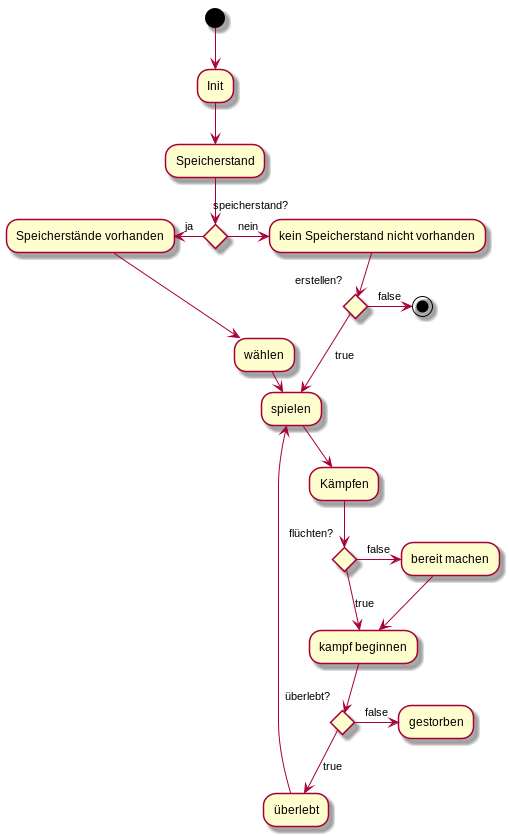 Init
Speicherstand
speicherstand?
ja
nein
Speicherstände vorhanden
kein Speicherstand nicht vorhanden
erstellen?
false
true
wählen
spielen
Kämpfen
flüchten?
false
bereit machen
true
kampf beginnen
überlebt?
false
gestorben
true
überlebt